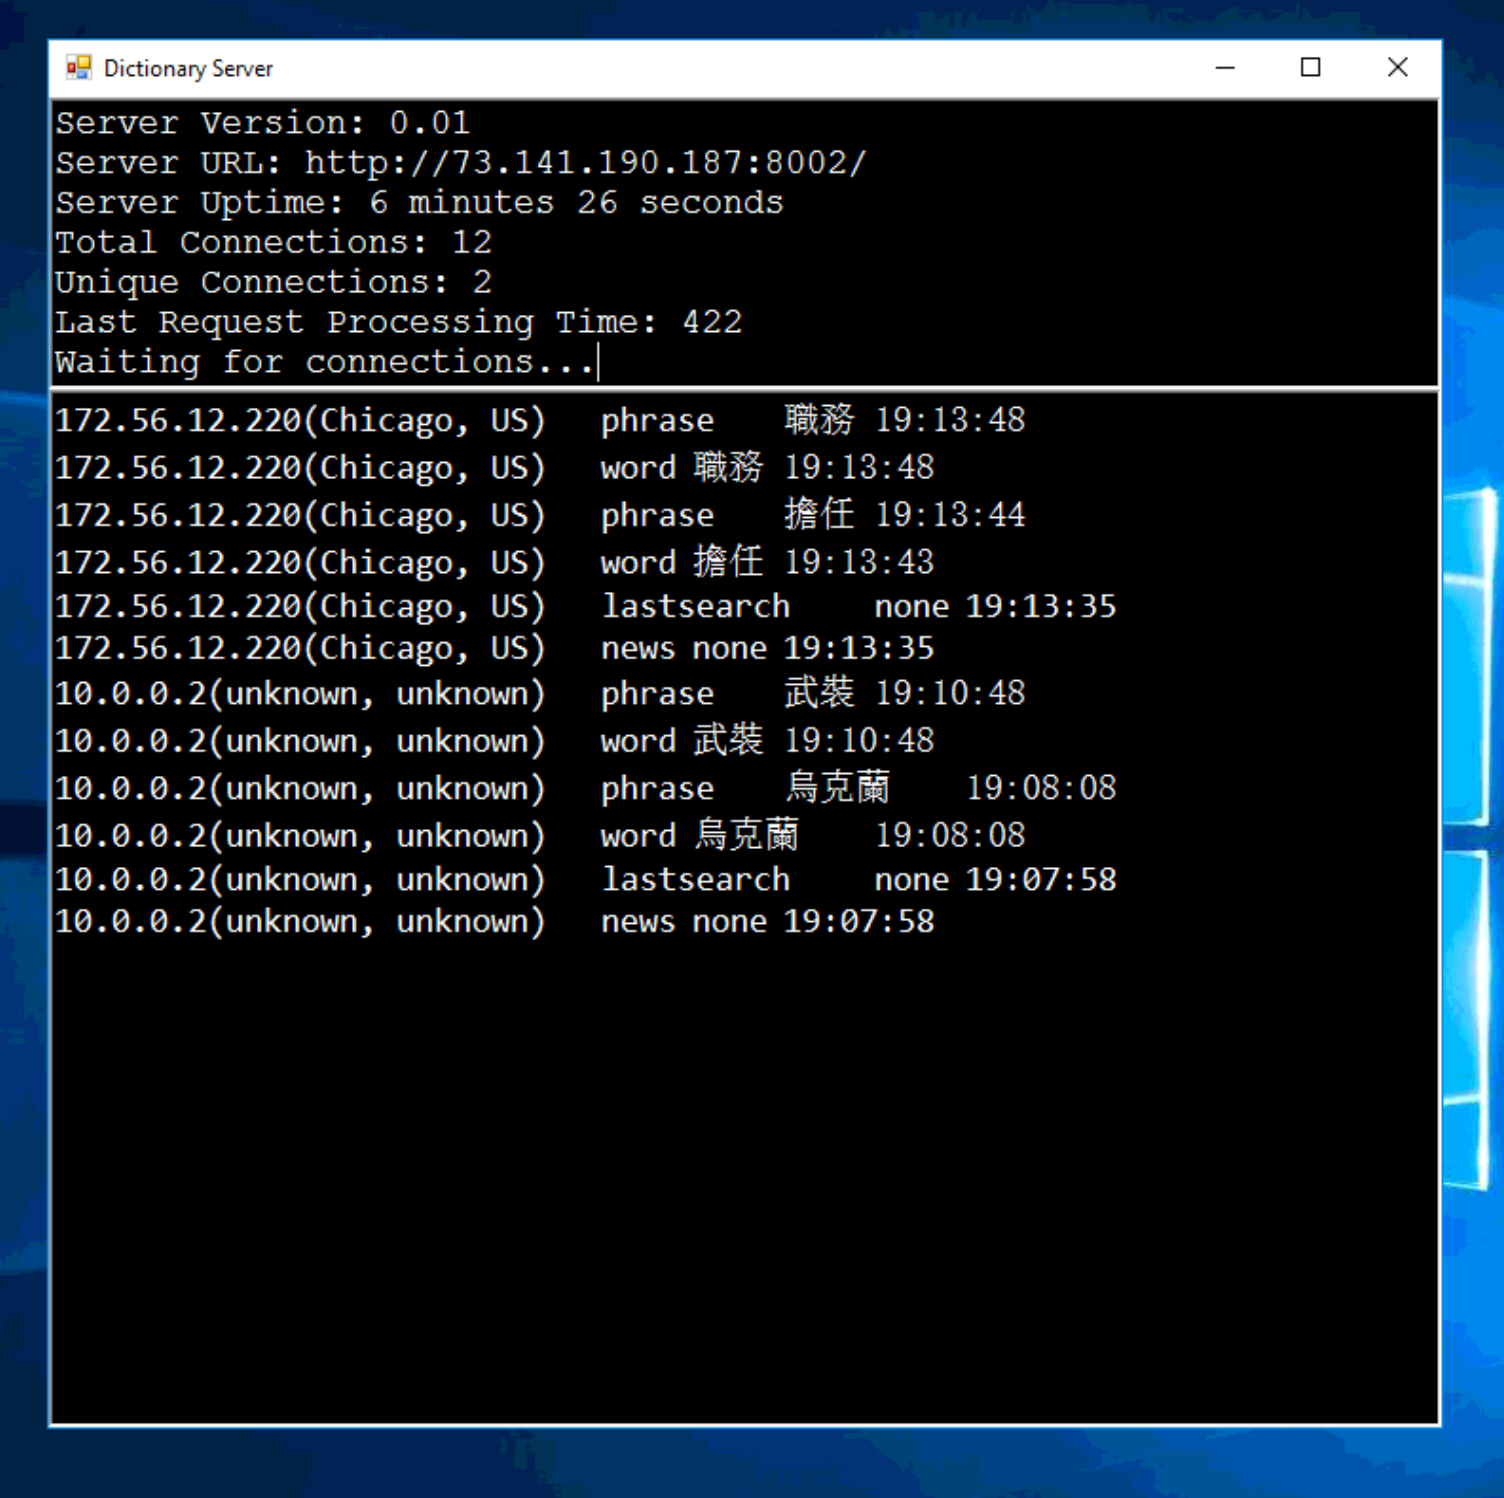 Dictionary Server
Server Version: 0.01
Server URL: http://73.141.190.187:8002/
Server Uptime: 6 minutes 26 seconds
Total Connections: 12
Unique Connections: 2
Last Request Processing Time: 422
Waiting for connections...
172.56.12.220(Chicago, US) phrase 職務 19:13:48
172.56.12.220(Chicago, US) word 職務 19:13:48
172.56.12.220(Chicago, US) phrase 擔任 19:13:44
172.56.12.220(Chicago, US) word 擔任 19:13:43
172.56.12.220(Chicago, US) lastsearch none 19:13:35
172.56.12.220(Chicago, US) news none 19:13:35
10.0.0.2(unknown, unknown) phrase 武裝 19:10:48
10.0.0.2(unknown, unknown) word 武裝 19:10:48
10.0.0.2(unknown, unknown) phrase 烏克蘭 19:08:08
10.0.0.2(unknown, unknown) word 烏克蘭 19:08:08
10.0.0.2(unknown, unknown) lastsearch none 19:07:58
10.0.0.2(unknown, unknown) news none 19:07:58